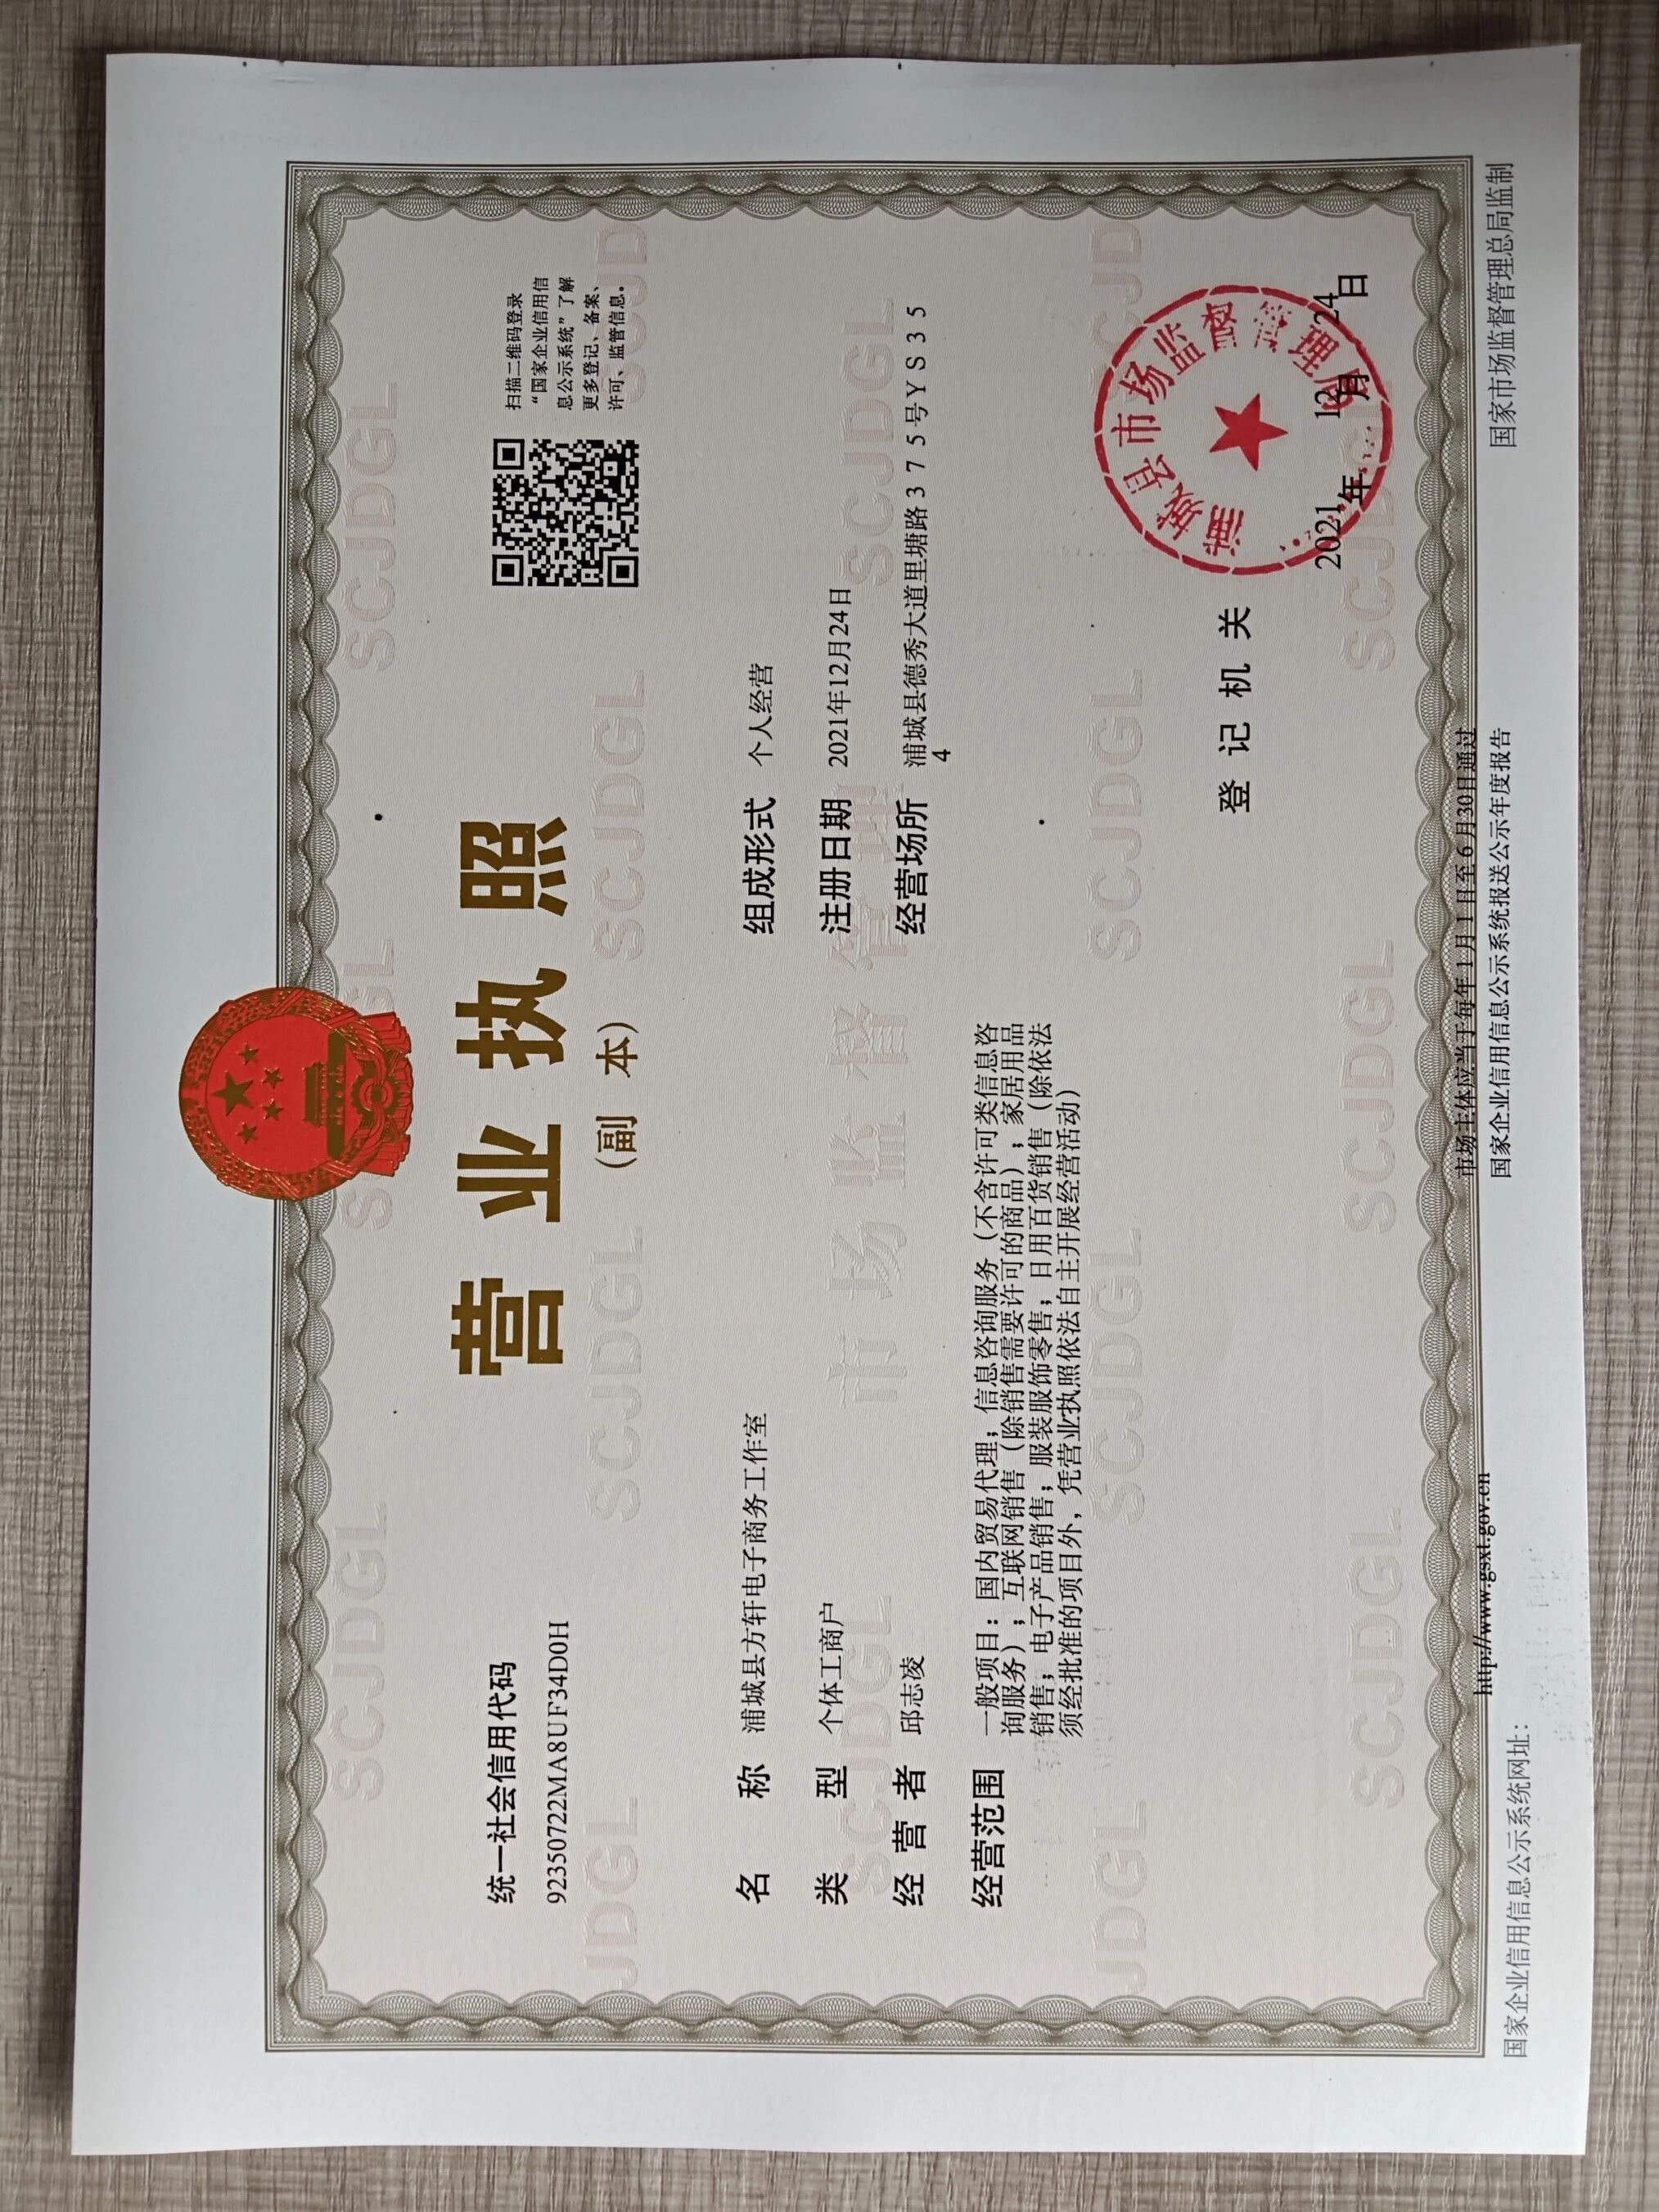 统一社会信用代码
92350722MA8UF34D0H
营业执照
(副 本)
扫描二维码登录
“国家企业信用信
息公示系统”了解
更多登记、备案、
许可、监管信息。
名 称 浦城县方轩电子商务工作室
类 型 个体工商户
经 营 者 邱志凌
经营范围 一般项目：国内贸易代理；信息咨询服务（不含许可类信息咨
询服务）；互联网销售（除销售需要许可的商品）；家居用品
销售；电子产品销售；服装服饰零售；日用百货销售（除依法
须经批准的项目外，凭营业执照依法自主开展经营活动）
组成形式 个人经营
注册日期 2021年12月24日
经营场所 浦城县德秀大道里塘路375号YS35
4
登 记 机 关
浦城县市场监督管理局
2021年 12月 24日
SCJDGL
市场监督管理
国家企业信用信息公示系统网址：
http://www.gsxt.gov.cn
市场主体应当于每年1月1日至6月30日通过
国家企业信用信息公示系统报送公示年度报告
国家市场监督管理总局监制